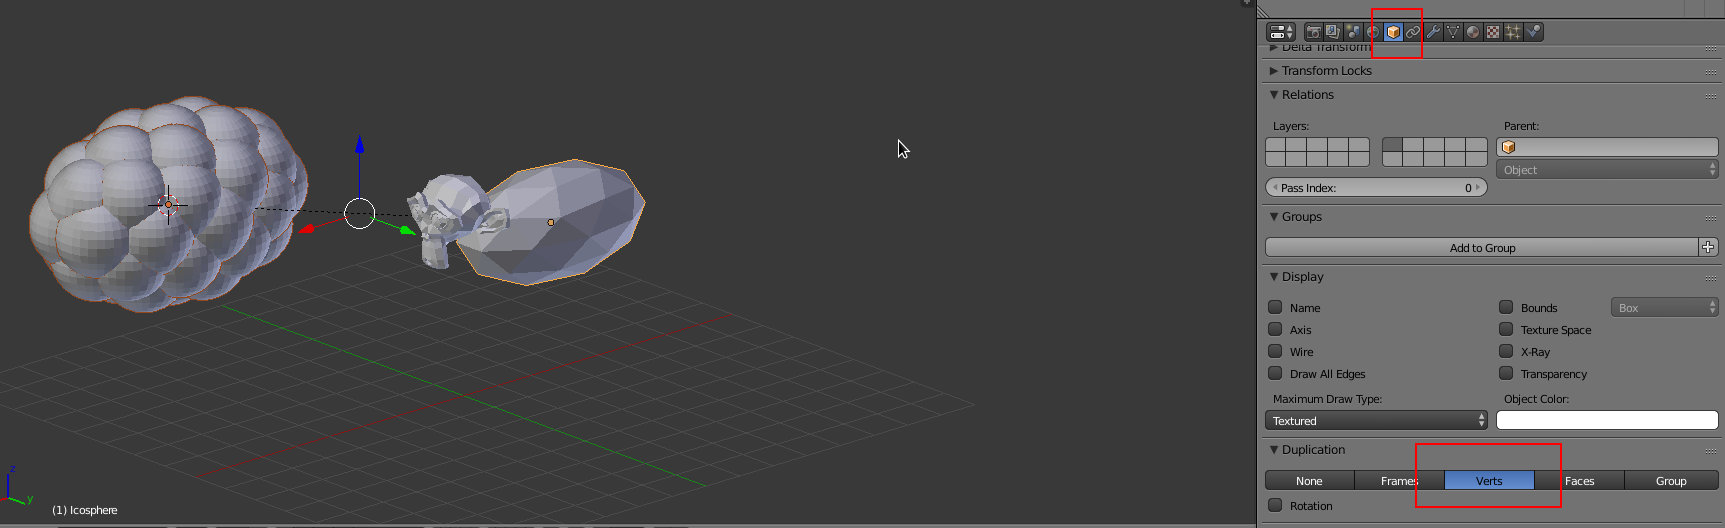 Delta Transform
Transform Locks
Relations
Layers:
Parent:
Object
Pass Index: 0
Groups
Add to Group
Display
Name
Bounds
Box
Axis
Texture Space
Wire
X-Ray
Draw All Edges
Transparency
Maximum Draw Type:
Object Color:
Textured
Duplication
None Frames Verts Faces Group
Rotation
z
y
(1) Icosphere